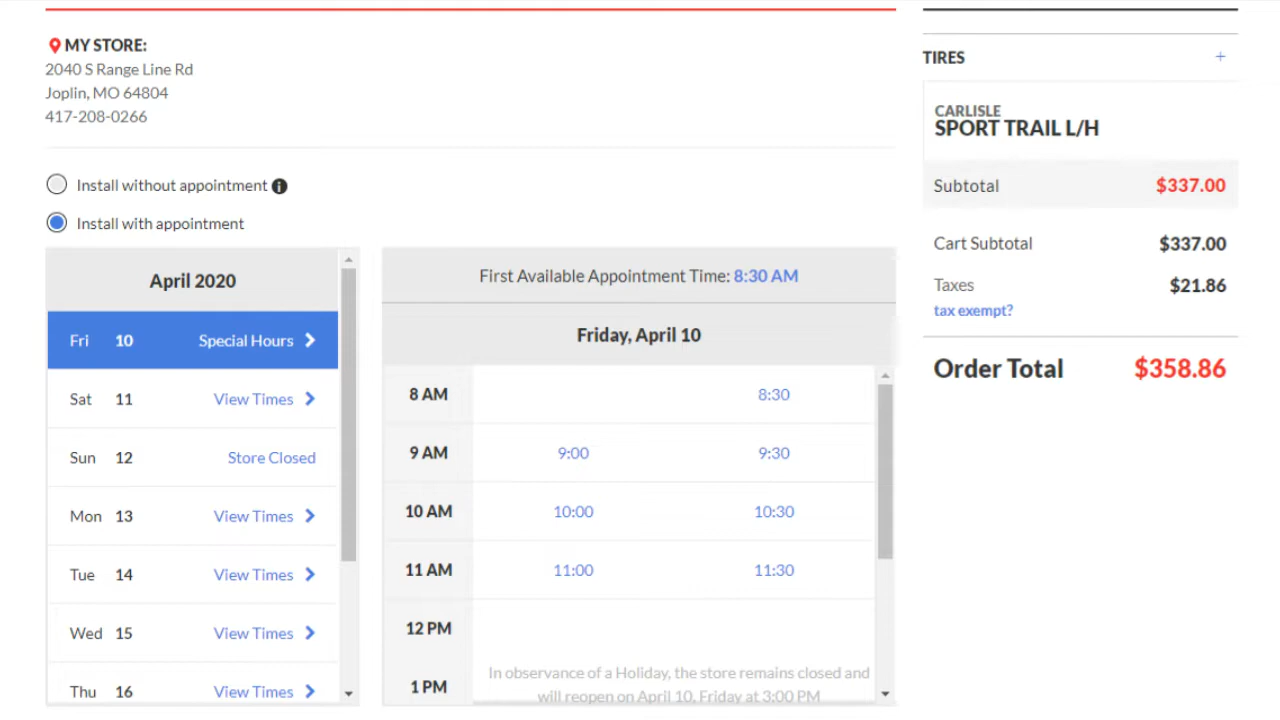 MY STORE:
2040 S Range Line Rd
Joplin, MO 64804
417-208-0266
Install without appointment i
Install with appointment
April 2020
Fri 10 Special Hours
Sat 11 View Times
Sun 12 Store Closed
Mon 13 View Times
Tue 14 View Times
Wed 15 View Times
Thu 16 View Times
First Available Appointment Time: 8:30 AM
Friday, April 10
8 AM 8:30
9 AM 9:00 9:30
10 AM 10:00 10:30
11 AM 11:00 11:30
12 PM
1 PM
In observance of a Holiday, the store remains closed and
will reopen on April 10, Friday at 3:00 PM
TIRES +
CARLISLE
SPORT TRAIL L/H
Subtotal $337.00
Cart Subtotal $337.00
Taxes $21.86
tax exempt?
Order Total $358.86